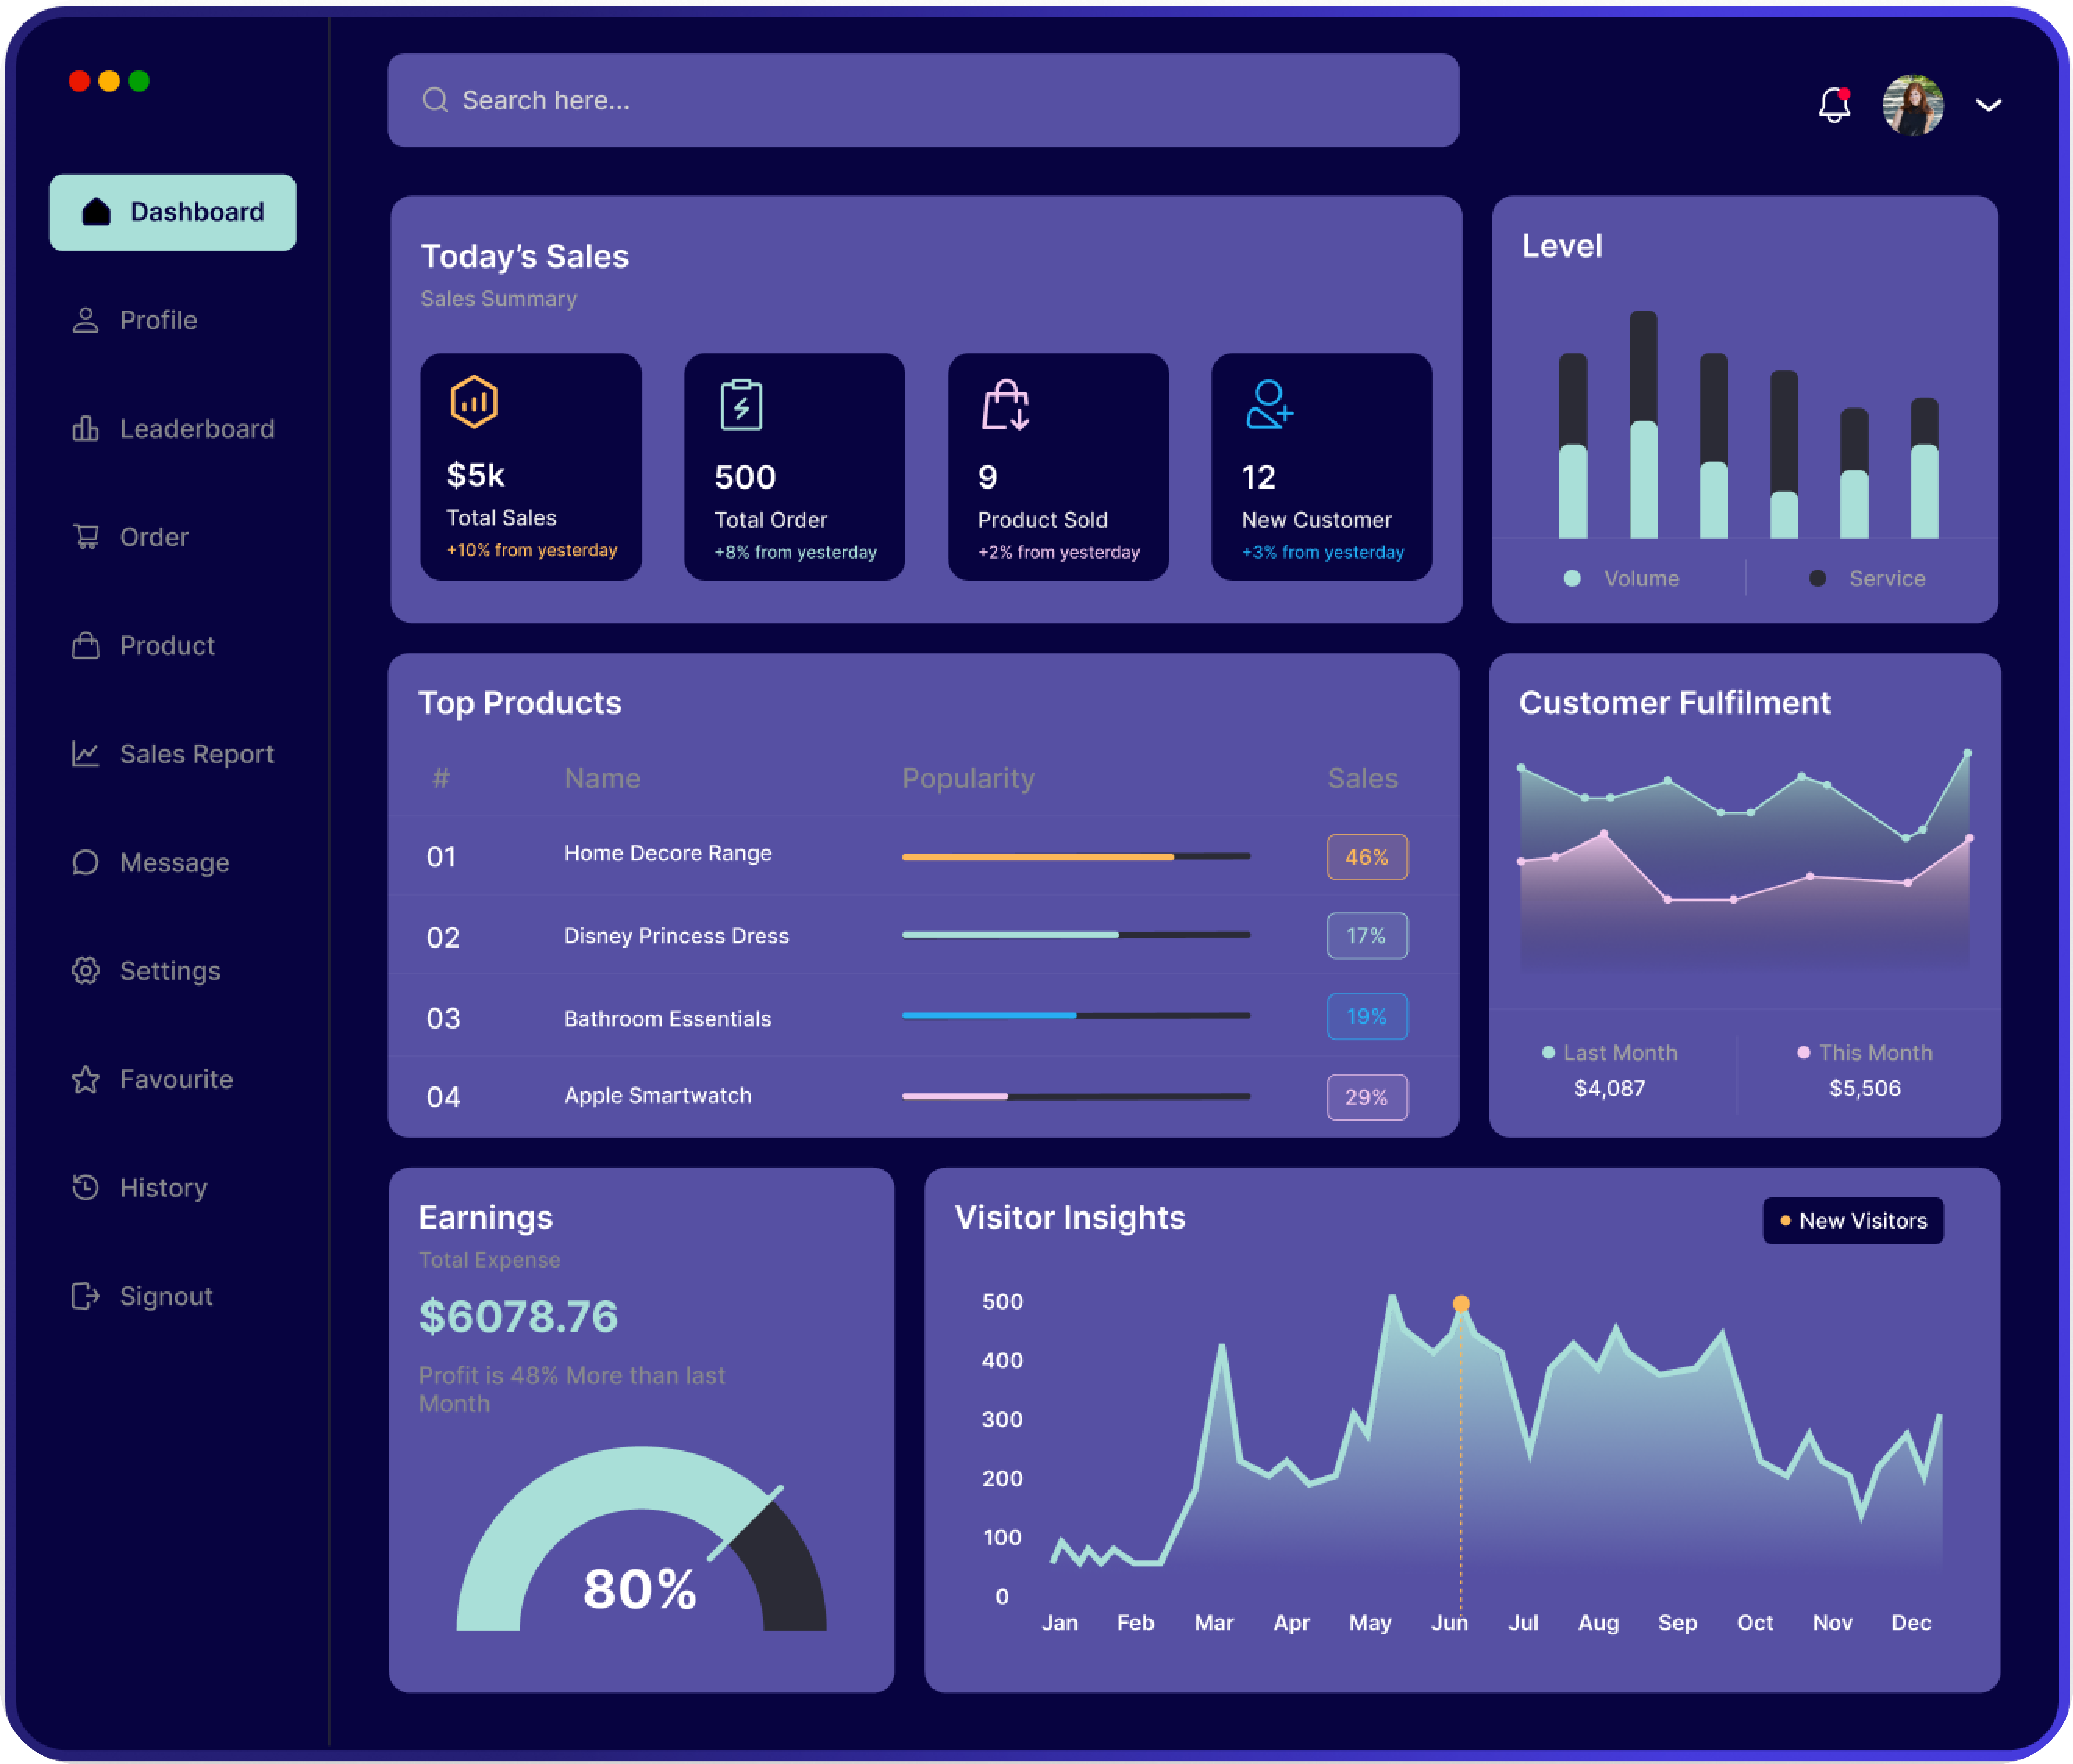 Search here...
Dashboard
Profile
Leaderboard
Order
Product
Sales Report
Message
Settings
Favourite
History
Signout
Today’s Sales
Sales Summary
$5k
Total Sales
+10% from yesterday
500
Total Order
+8% from yesterday
9
Product Sold
+2% from yesterday
12
New Customer
+3% from yesterday
Level
Volume
Service
Top Products
# Name Popularity Sales
01 Home Decore Range 46%
02 Disney Princess Dress 17%
03 Bathroom Essentials 19%
04 Apple Smartwatch 29%
Customer Fulfilment
Last Month
$4,087
This Month
$5,506
Earnings
Total Expense
$6078.76
Profit is 48% More than last
Month
80%
Visitor Insights
New Visitors
500
400
300
200
100
0
Jan Feb Mar Apr May Jun Jul Aug Sep Oct Nov Dec